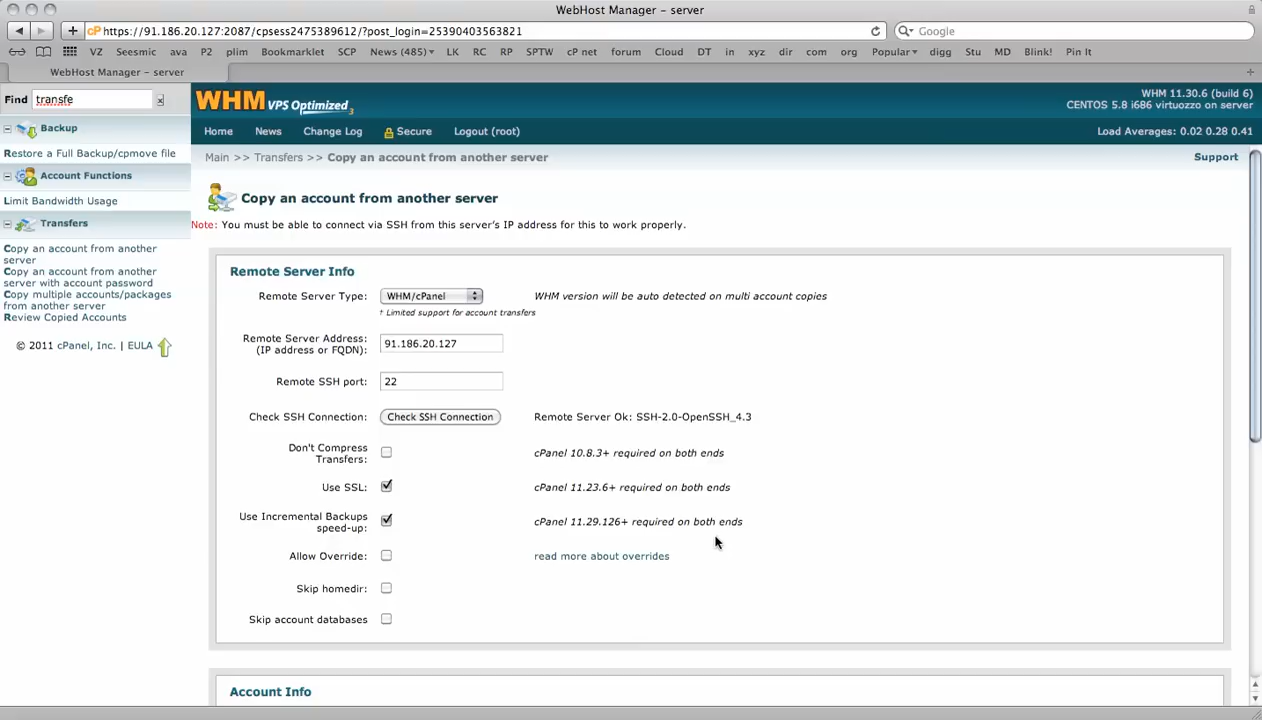 WebHost Manager – server
https://91.186.20.127:2087/cpsess2475389612/?post_login=25390403563821
Google
VZ Seesmic ava P2 plim Bookmarklet SCP News (485) LK RC RP SPTW cp net forum Cloud DT in xyz dir com org Popular digg Stu MD Blink! Pin It
WebHost Manager – server
Find transfe x
WHM VPS Optimized 3
WHM 11.30.6 (build 6)
CENTOS 5.8 i686 virtuozzo on server
Home News Change Log Secure Logout (root)
Load Averages: 0.02 0.28 0.41
Backup
Restore a Full Backup/cpmove file
Account Functions
Limit Bandwidth Usage
Transfers
Copy an account from another
server
Copy an account from another
server with account password
Copy multiple accounts/packages
from another server
Review Copied Accounts
© 2011 cPanel, Inc. | EULA
Main >> Transfers >> Copy an account from another server
Support
Copy an account from another server
Note: You must be able to connect via SSH from this server's IP address for this to work properly.
Remote Server Info
Remote Server Type: WHM/cPanel WHM version will be auto detected on multi account copies
† Limited support for account transfers
Remote Server Address:
(IP address or FQDN):
91.186.20.127
Remote SSH port: 22
Check SSH Connection: Check SSH Connection Remote Server Ok: SSH-2.0-OpenSSH_4.3
Don't Compress
Transfers:
cPanel 10.8.3+ required on both ends
Use SSL: cPanel 11.23.6+ required on both ends
Use Incremental Backups
speed-up:
cPanel 11.29.126+ required on both ends
Allow Override: read more about overrides
Skip homedir:
Skip account databases
Account Info